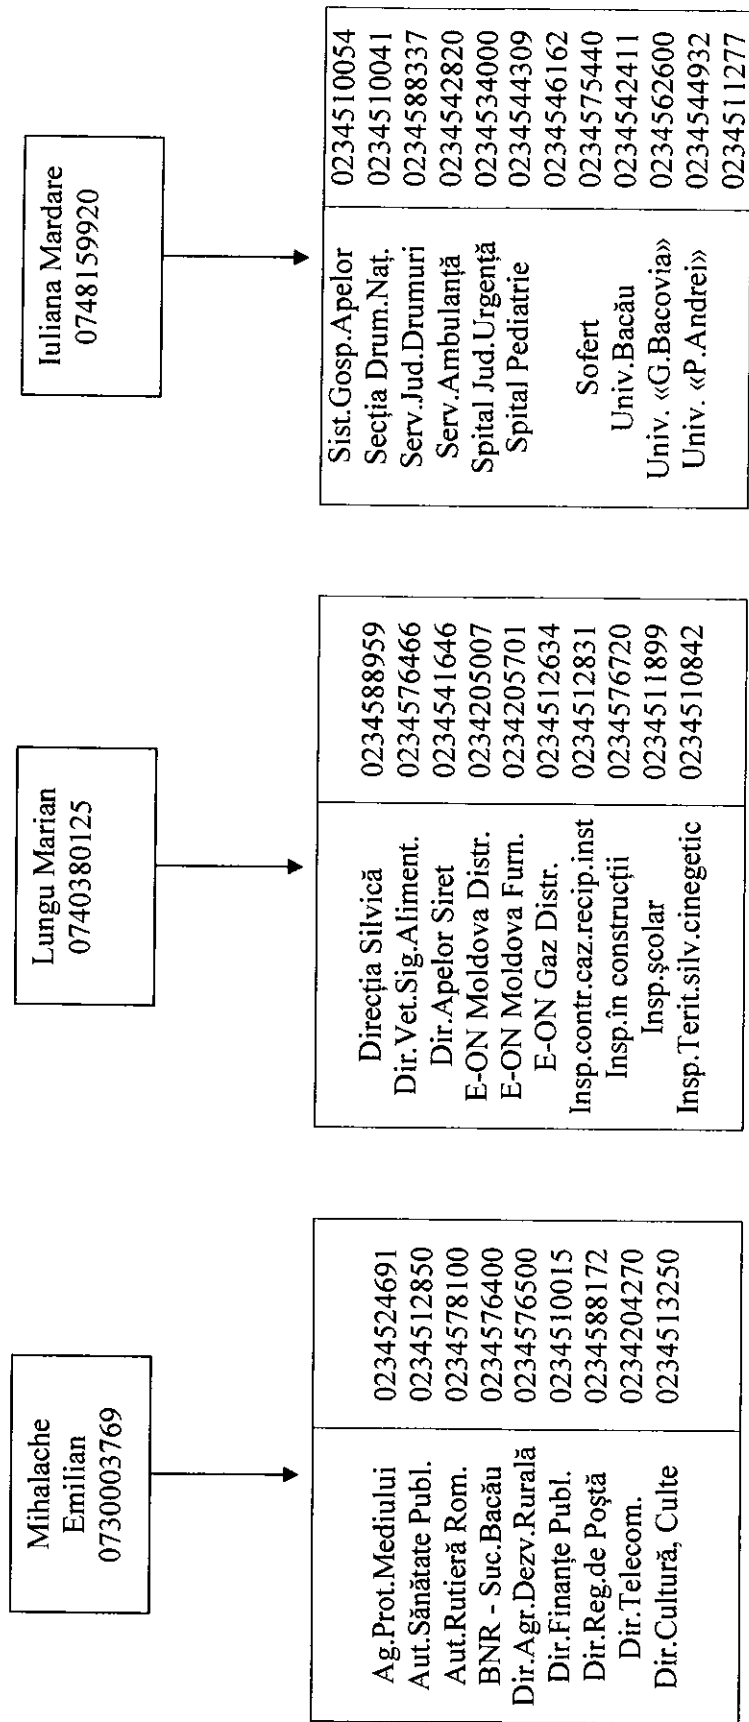 Mihalache
Emilian
0730003769
Ag.Prot.Mediului 0234524691
Aut.Sănătate Publ. 0234512850
Aut.Rutieră Rom. 0234578100
BNR - Suc.Bacău 0234576400
Dir.Agr.Dezv.Rurală 0234576500
Dir.Finanțe Publ. 0234510015
Dir.Reg.de Poștă 0234588172
Dir.Telecom. 0234204270
Dir.Cultură, Culte 0234513250
Lungu Marian
0740380125
Direcția Silvică 0234588959
Dir.Vet.Sig.Aliment. 0234576466
Dir.Apelor Siret 0234541646
E-ON Moldova Distr. 0234205007
E-ON Moldova Furn. 0234205701
E-ON Gaz Distr. 0234512634
Insp.contr.caz.recip.inst 0234512831
Insp.în construcții 0234576720
Insp.școlar 0234511899
Insp.Terit.silv.cinegetic 0234510842
Iuliana Mardare
0748159920
Sist.Gosp.Apelor 0234510054
Secția Drum.Naț. 0234510041
Serv.Jud.Drumuri 0234588337
Serv.Ambulanță 0234542820
Spital Jud.Urgență 0234534000
Spital Pediatrie 0234544309
0234546162
Sofert 0234575440
Univ.Bacău 0234542411
Univ. «G.Bacovia» 0234562600
Univ. «P.Andrei» 0234544932
0234511277